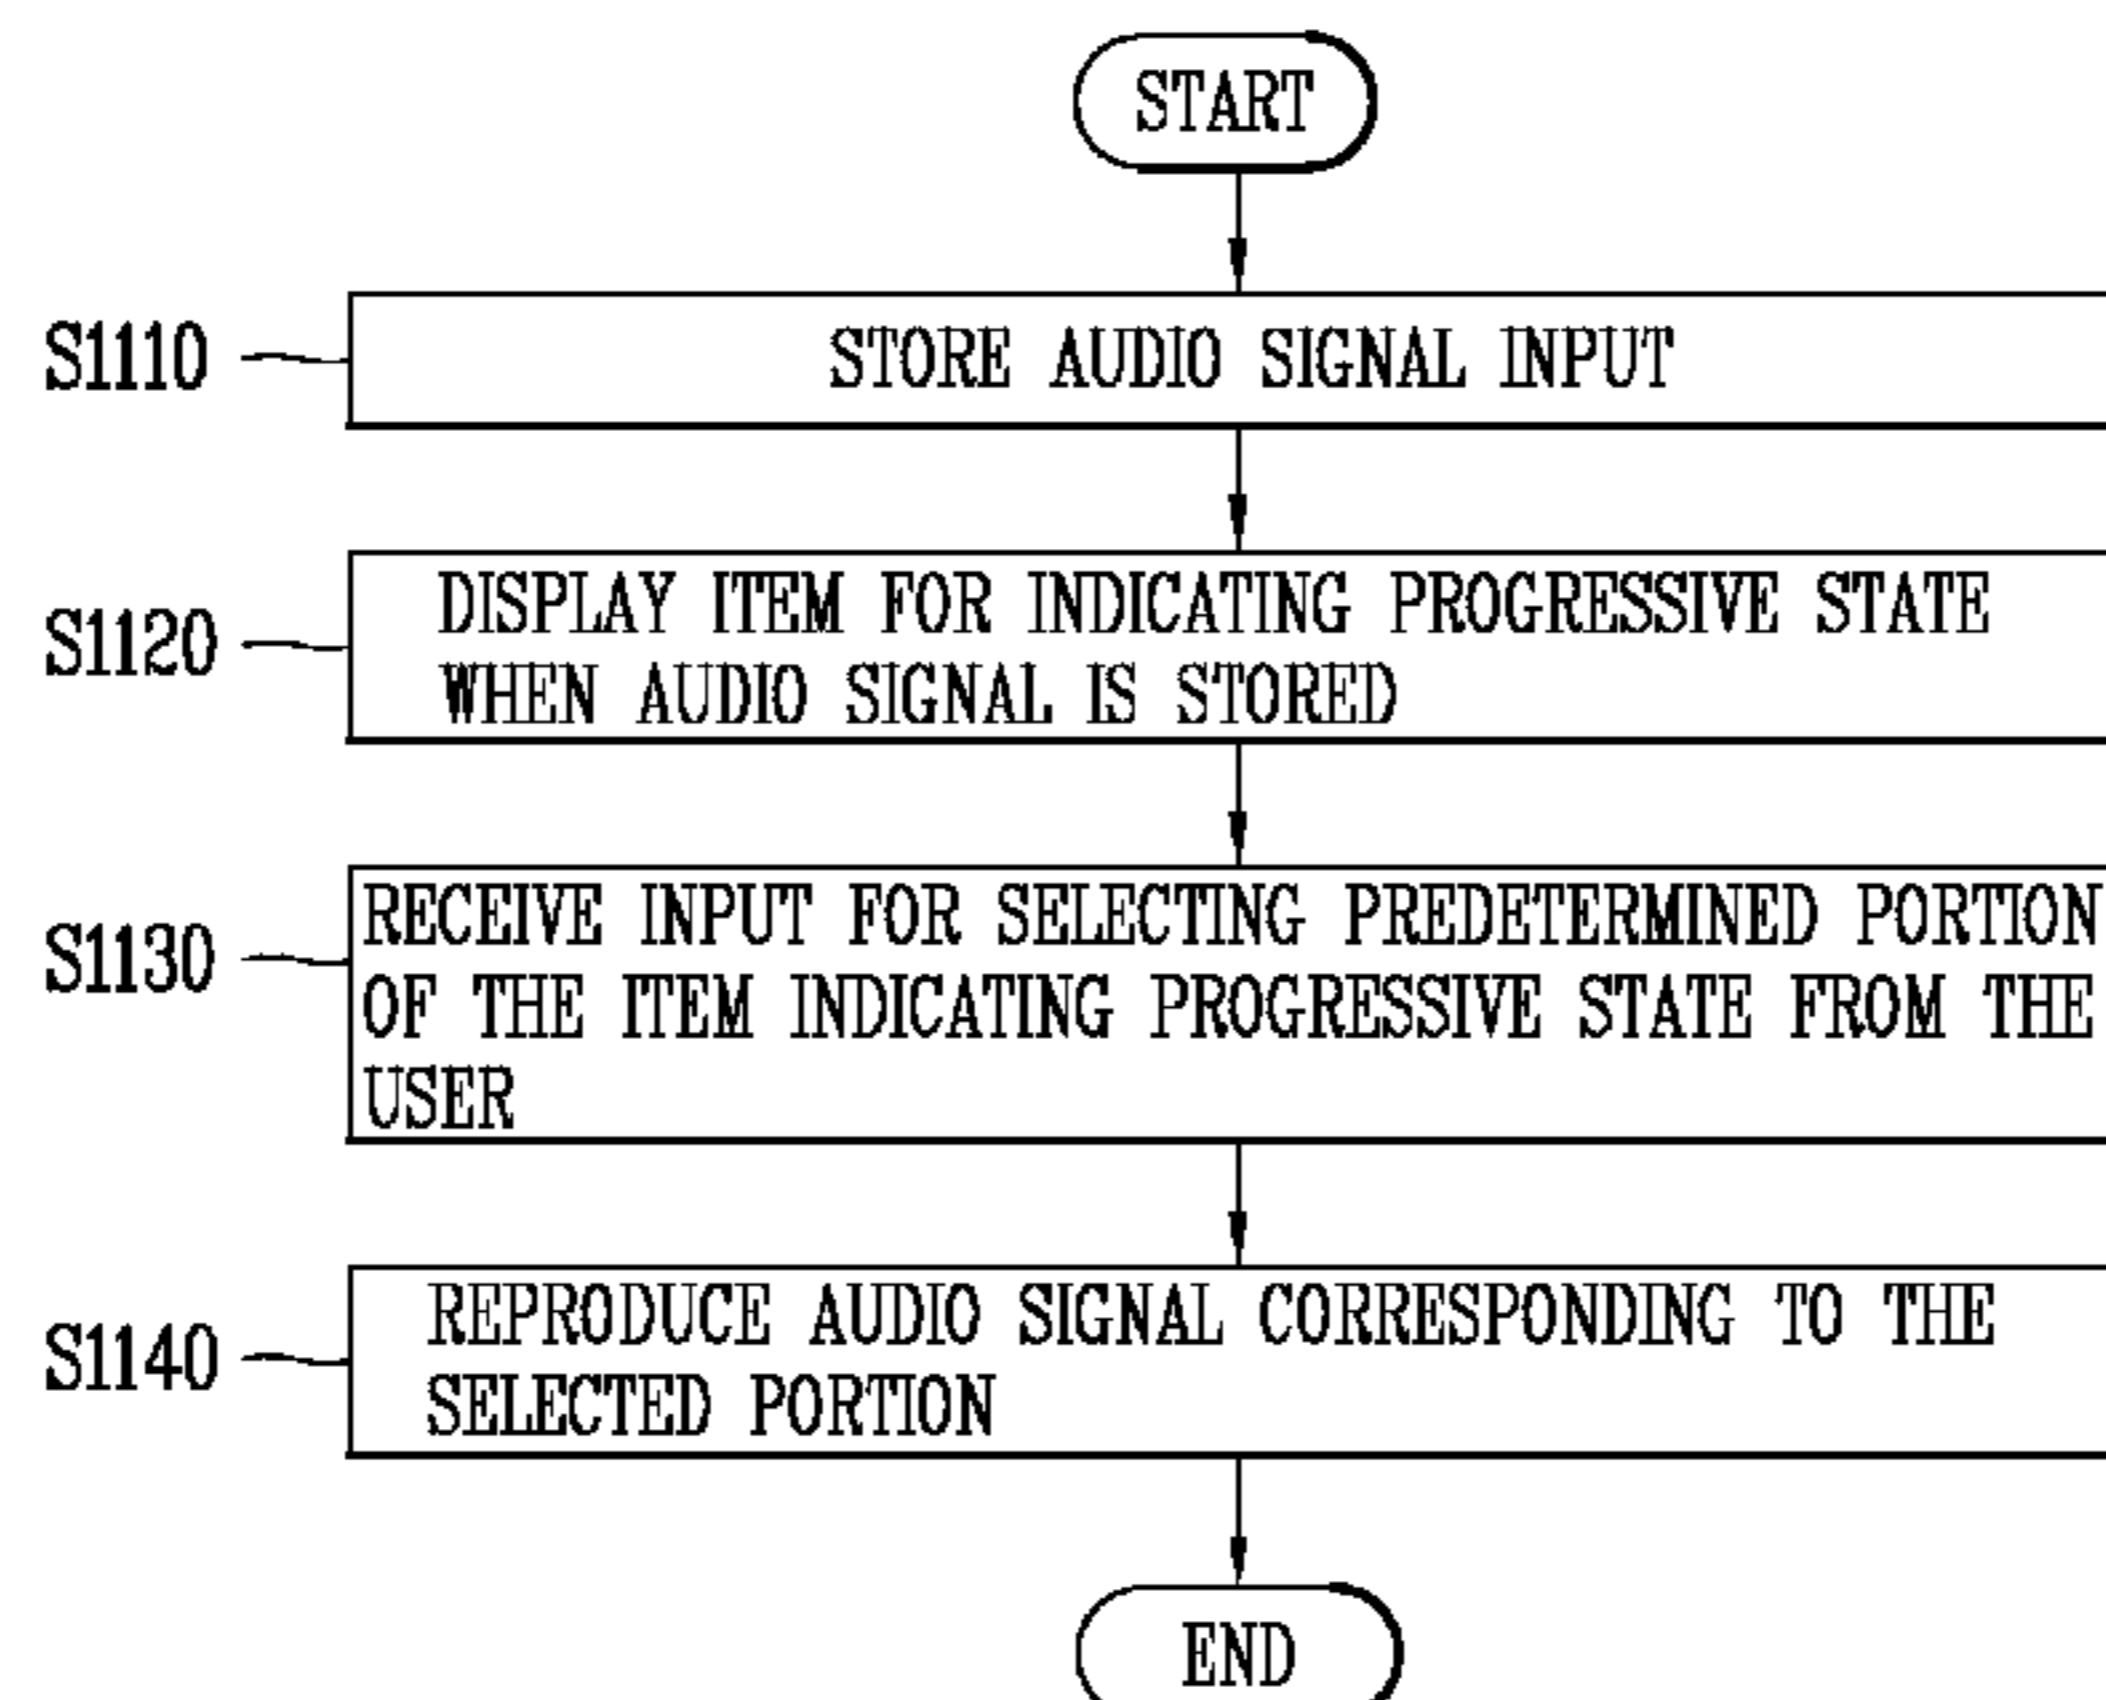 START
S1110
STORE AUDIO SIGNAL INPUT
S1120
DISPLAY ITEM FOR INDICATING PROGRESSIVE STATE
WHEN AUDIO SIGNAL IS STORED
S1130
RECEIVE INPUT FOR SELECTING PREDETERMINED PORTION
OF THE ITEM INDICATING PROGRESSIVE STATE FROM THE
USER
S1140
REPRODUCE AUDIO SIGNAL CORRESPONDING TO THE
SELECTED PORTION
END